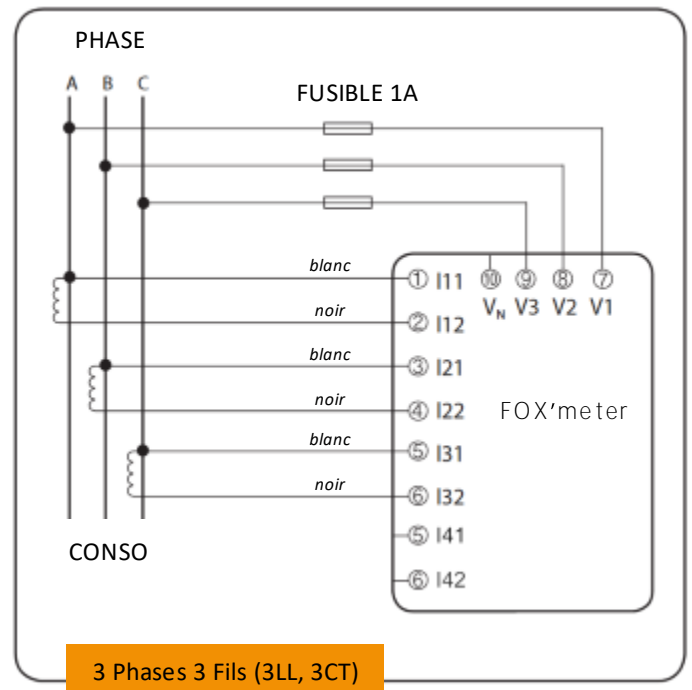 PHASE
A B C
FUSIBLE 1A
blanc
① I11
⑩ ⑨ ⑧ ⑦
V_N V3 V2 V1
noir
② I12
blanc
③ I21
noir
④ I22
FOX'meter
blanc
⑤ I31
noir
⑥ I32
⑤ I41
CONSO
⑥ I42
3 Phases 3 Fils (3LL, 3CT)